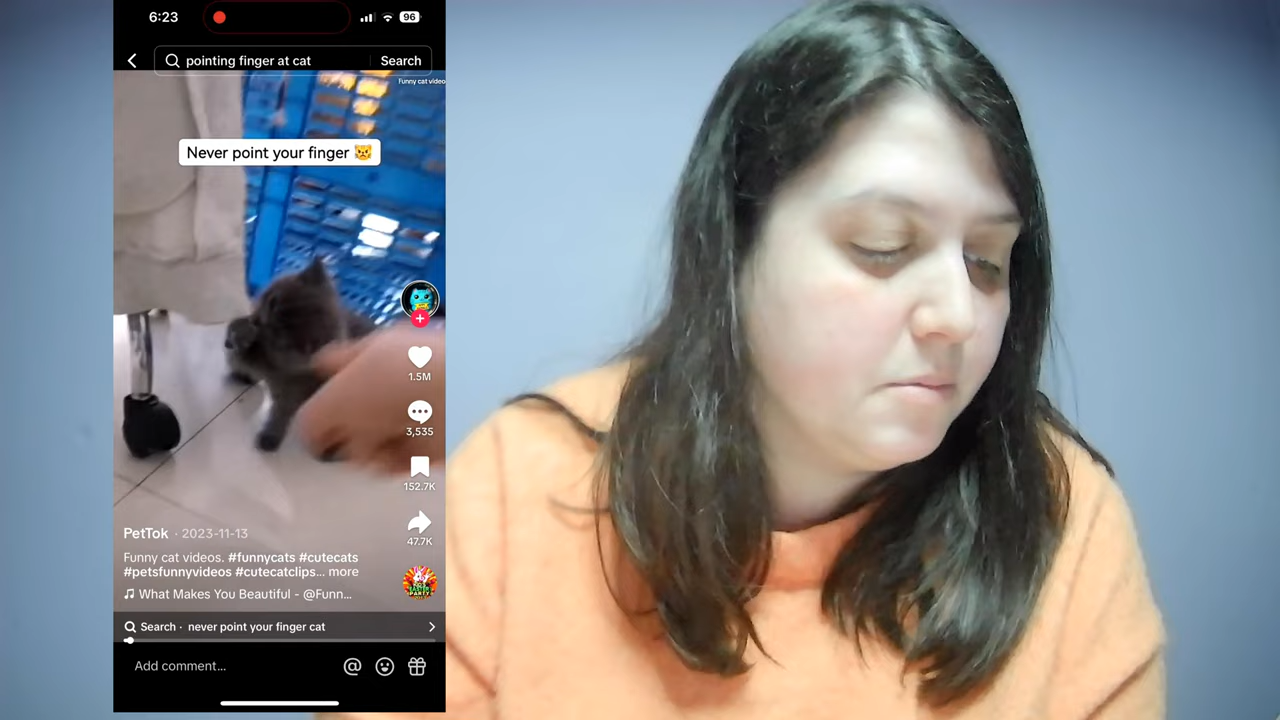 6:23
96
pointing finger at cat
Search
Funny cat video
Never point your finger 😾
1.5M
3,535
152.7K
47.7K
PetTok · 2023-11-13
Funny cat videos. #funnycats #cutecats
#petsfunnyvideos #cutecatclips... more
What Makes You Beautiful - @Funn...
Search · never point your finger cat
Add comment...